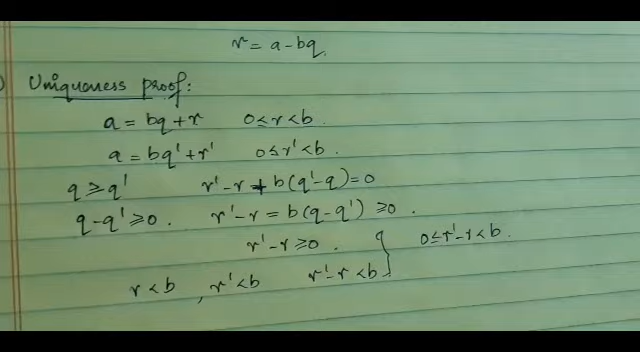 r = a - bq.
) Uniqueness proof:
a = bq + r 0 ≤ r < b.
a = bq' + r' 0 ≤ r' < b.
q ≥ q' r' - r + b(q' - q) = 0
q - q' ≥ 0. r' - r = b(q - q') ≥ 0.
r' - r ≥ 0. } 0 ≤ r' - r < b.
r < b , r' < b r' - r < b